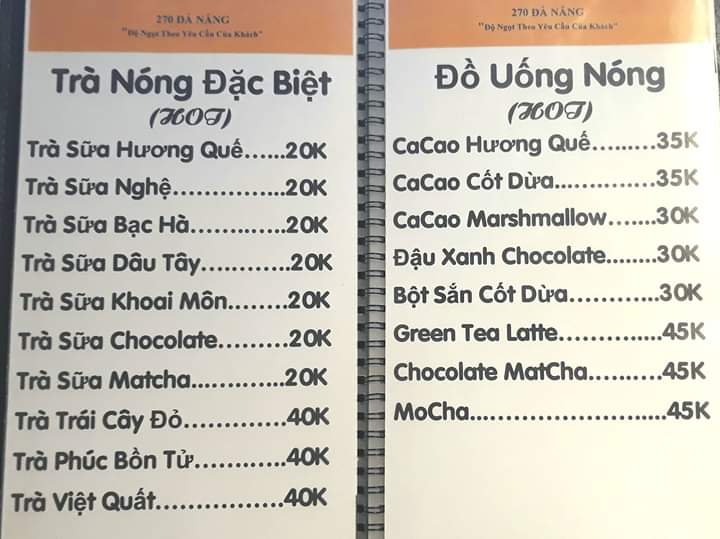 270 ĐÀ NẴNG
"Độ Ngọt Theo Yêu Cầu Của Khách"
Trà Nóng Đặc Biệt
(HOT)
Trà Sữa Hương Quế......20K
Trà Sữa Nghệ...............20K
Trà Sữa Bạc Hà.............20K
Trà Sữa Dâu Tây............20K
Trà Sữa Khoai Môn........20K
Trà Sữa Chocolate.........20K
Trà Sữa Matcha............20K
Trà Trái Cây Đỏ.............40K
Trà Phúc Bồn Tử............40K
Trà Việt Quất................40K
270 ĐÀ NẴNG
"Độ Ngọt Theo Yêu Cầu Của Khách"
Đồ Uống Nóng
(HOT)
CaCao Hương Quế.........35K
CaCao Cốt Dừa.............35K
CaCao Marshmallow.......30K
Đậu Xanh Chocolate........30K
Bột Sắn Cốt Dừa............30K
Green Tea Latte..............45K
Chocolate MatCha..........45K
MoCha..........................45K